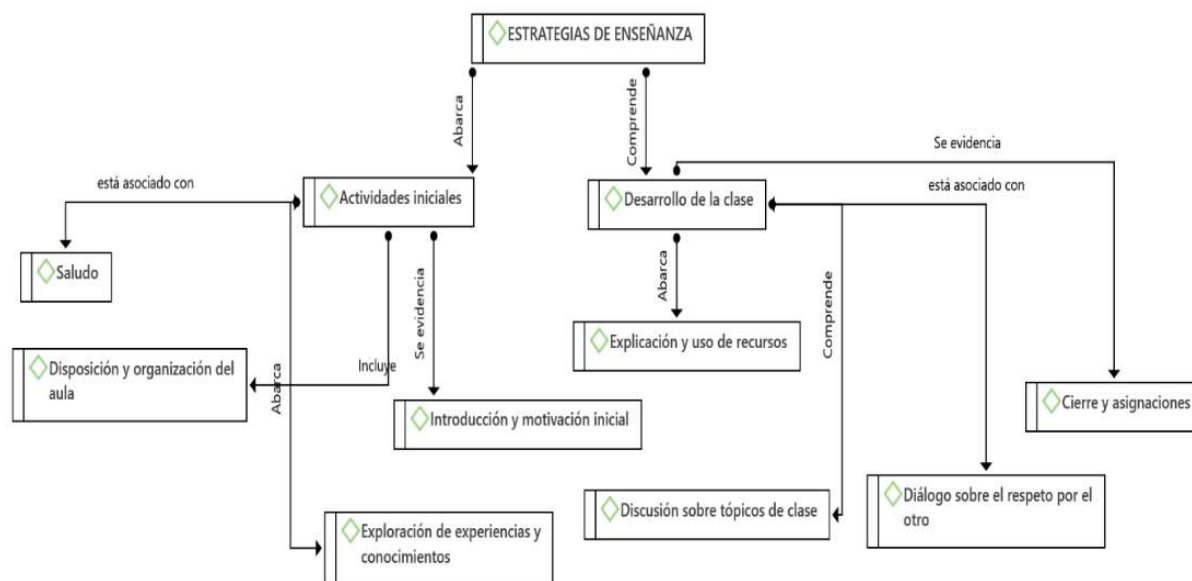 ESTRATEGIAS DE ENSEÑANZA
Abarca
Comprende
Se evidencia
está asociado con
Actividades iniciales
Desarrollo de la clase
está asociado con
Saludo
Se evidencia
Abarca
Comprende
Explicación y uso de recursos
Disposición y organización del
aula
Incluye
Abarca
Introducción y motivación inicial
Cierre y asignaciones
Discusión sobre tópicos de clase
Diálogo sobre el respeto por el
otro
Exploración de experiencias y
conocimientos